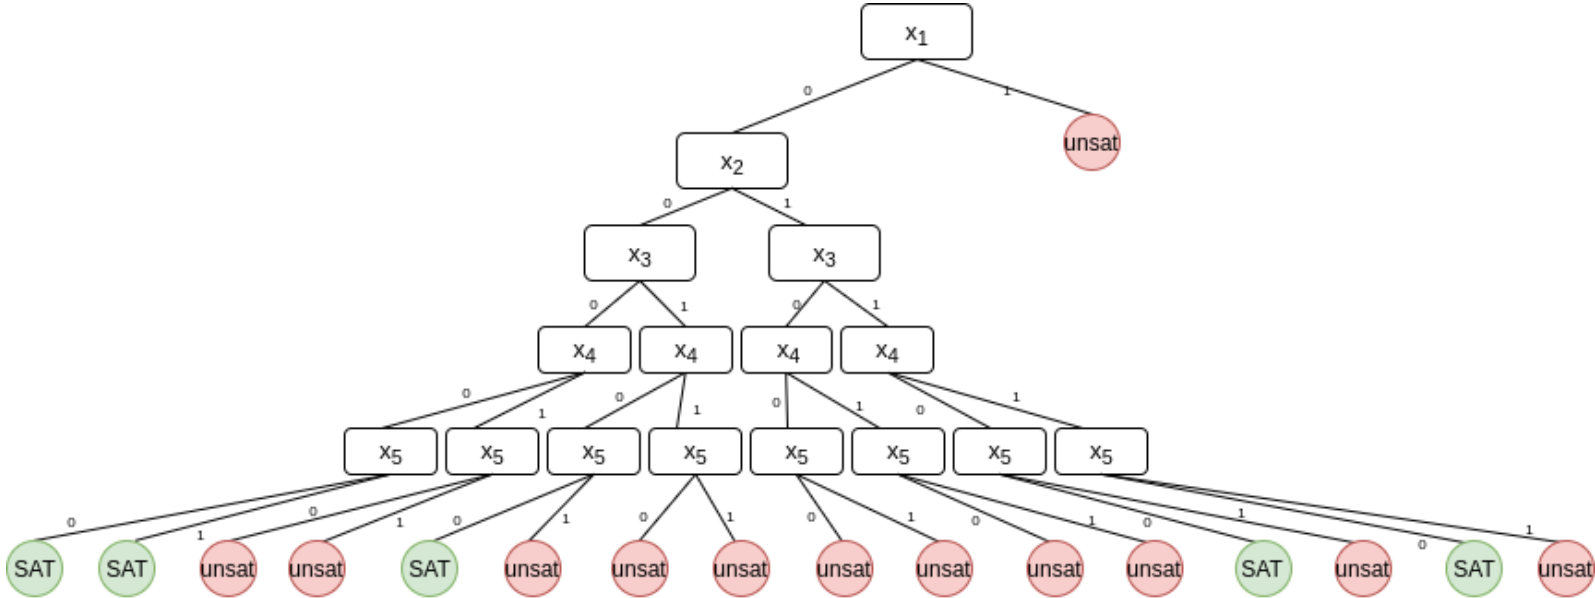 x1
0 1
unsat
x2
0 1
x3 x3
0 1 0 1
x4 x4 x4 x4
0 1 0 1 0 1 0 1
x5 x5 x5 x5 x5 x5 x5 x5
0 1 0 1 0 1 0 1 0 1 0 1 0 1 0 1
SAT SAT unsat unsat SAT unsat unsat unsat unsat unsat unsat unsat SAT unsat SAT unsat